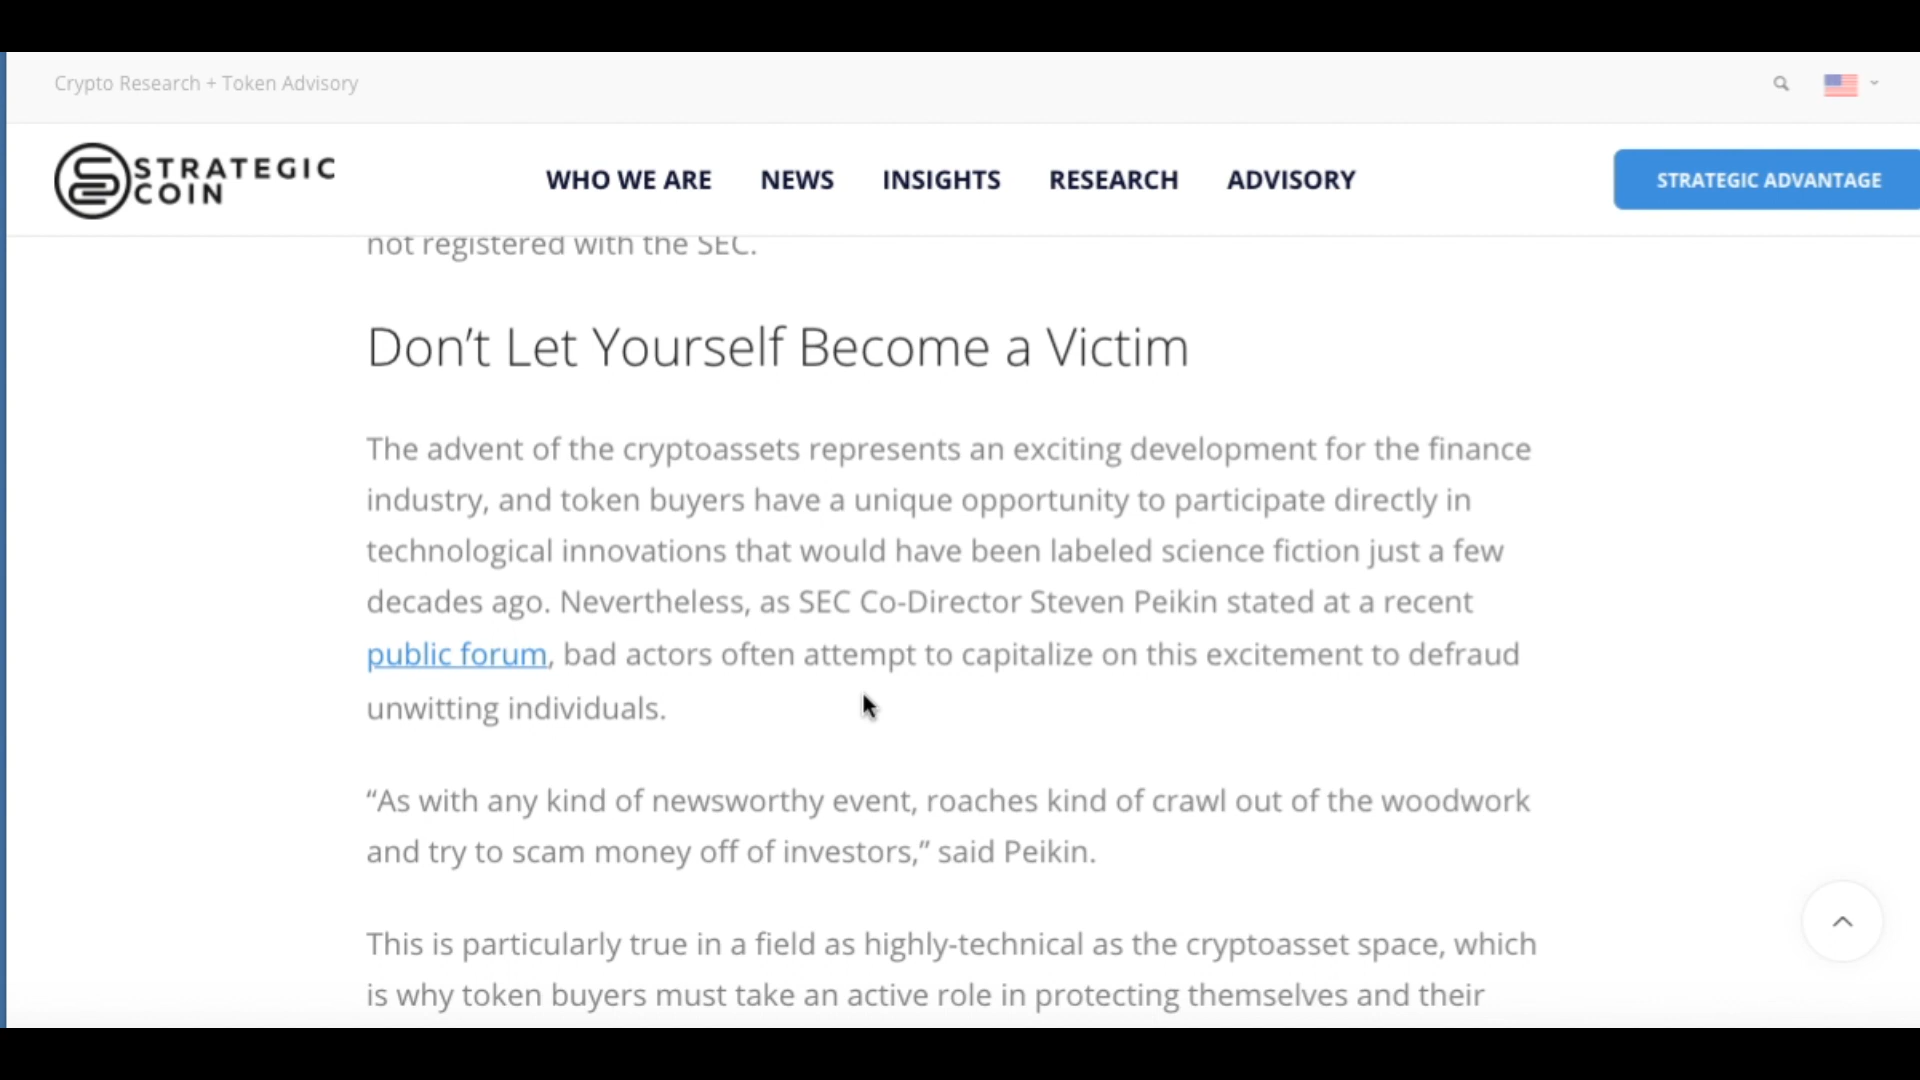 Crypto Research + Token Advisory
STRATEGIC
COIN
WHO WE ARE
NEWS
INSIGHTS
RESEARCH
ADVISORY
STRATEGIC ADVANTAGE
not registered with the SEC.
Don’t Let Yourself Become a Victim
The advent of the cryptoassets represents an exciting development for the finance
industry, and token buyers have a unique opportunity to participate directly in
technological innovations that would have been labeled science fiction just a few
decades ago. Nevertheless, as SEC Co-Director Steven Peikin stated at a recent
public forum, bad actors often attempt to capitalize on this excitement to defraud
unwitting individuals.
“As with any kind of newsworthy event, roaches kind of crawl out of the woodwork
and try to scam money off of investors,” said Peikin.
This is particularly true in a field as highly-technical as the cryptoasset space, which
is why token buyers must take an active role in protecting themselves and their